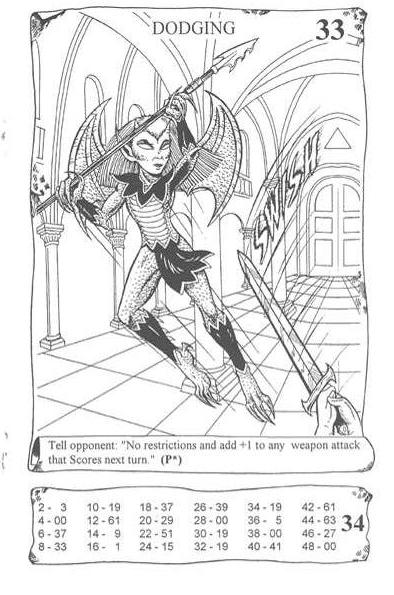 DODGING
33
SWISH
Tell opponent: "No restrictions and add +1 to any weapon attack
that Scores next turn." (P*)
2 - 3 10 - 19 18 - 37 26 - 39 34 - 19 42 - 61
4 - 00 12 - 61 20 - 29 28 - 00 36 - 5 44 - 63
6 - 37 14 - 9 22 - 51 30 - 19 38 - 00 46 - 27
8 - 33 16 - 1 24 - 15 32 - 19 40 - 41 48 - 00
34